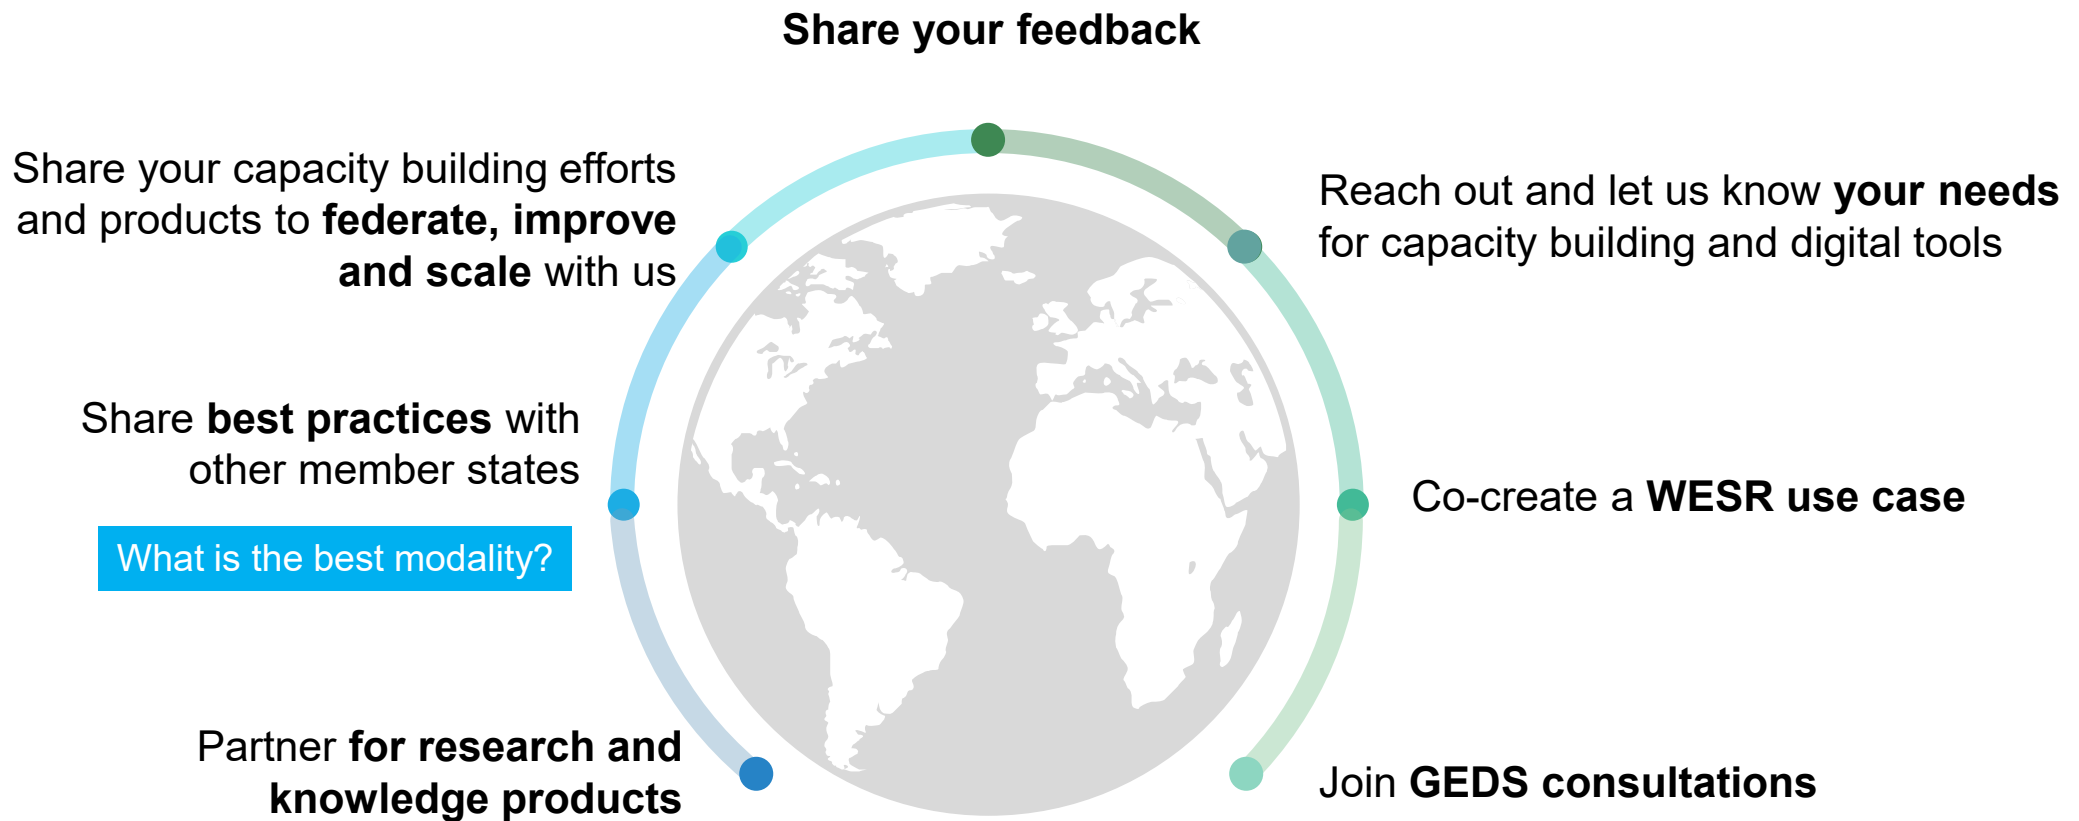 Share your feedback
Share your capacity building efforts
and products to federate, improve
and scale with us
Reach out and let us know your needs
for capacity building and digital tools
Share best practices with
other member states
What is the best modality?
Co-create a WESR use case
Partner for research and
knowledge products
Join GEDS consultations